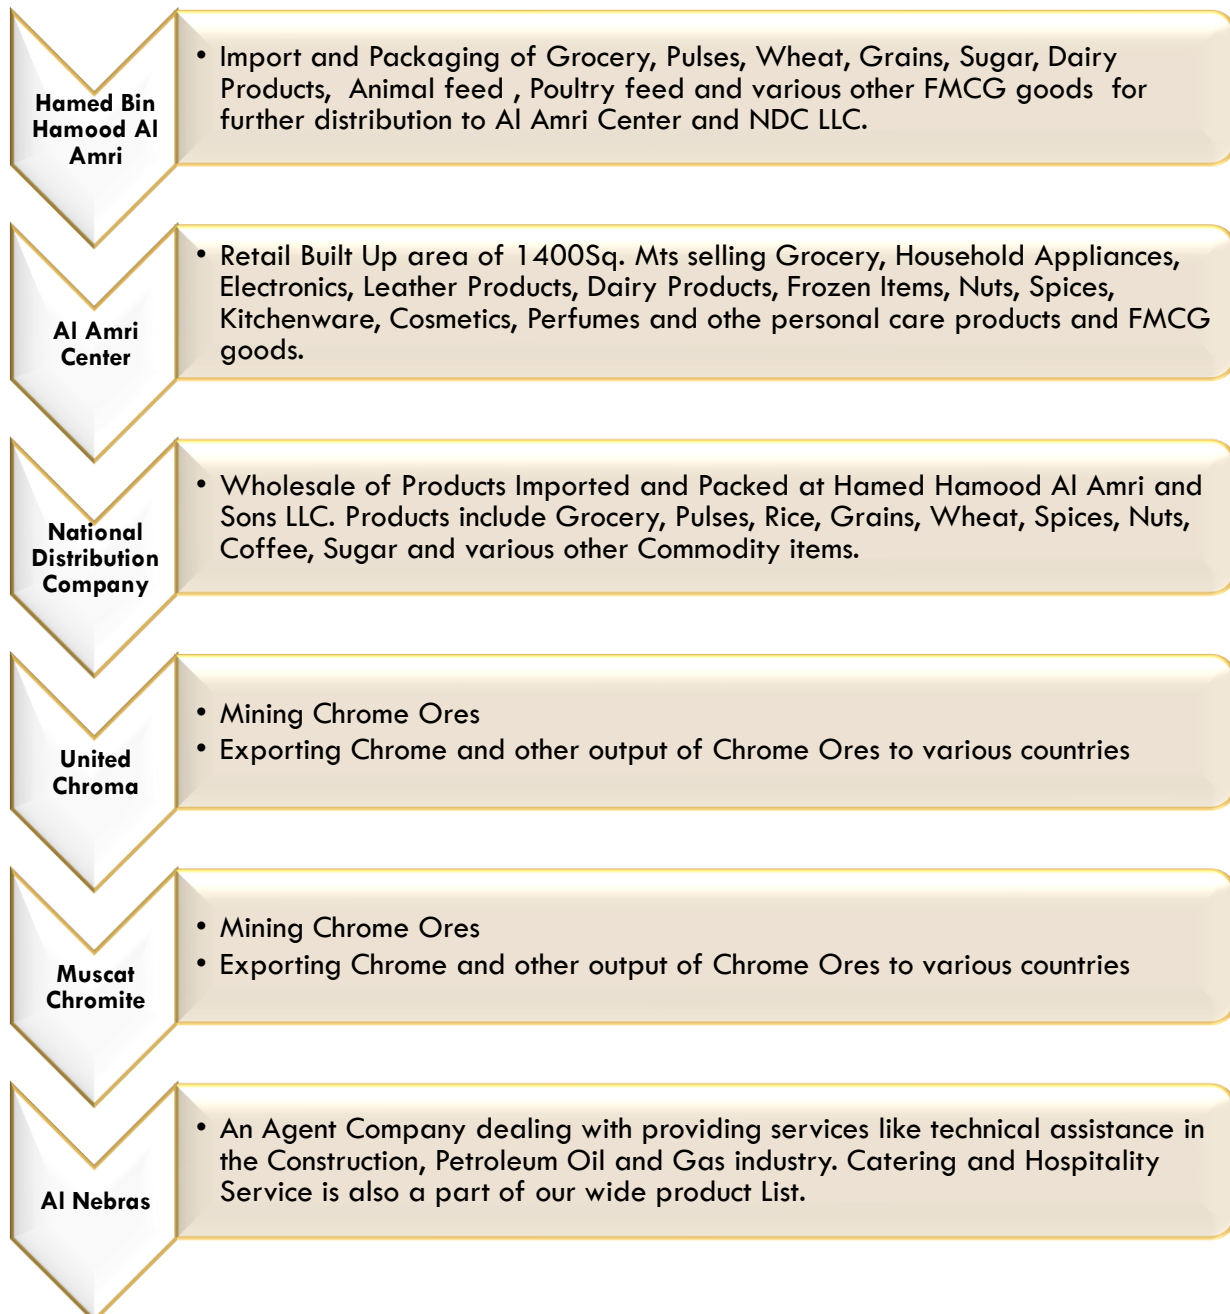 Hamed Bin
Hamood Al
Amri
• Import and Packaging of Grocery, Pulses, Wheat, Grains, Sugar, Dairy
Products,  Animal feed , Poultry feed and various other FMCG goods  for
further distribution to Al Amri Center and NDC LLC.
Al Amri
Center
• Retail Built Up area of 1400Sq. Mts selling Grocery, Household Appliances,
Electronics, Leather Products, Dairy Products, Frozen Items, Nuts, Spices,
Kitchenware, Cosmetics, Perfumes and othe personal care products and FMCG
goods.
National
Distribution
Company
• Wholesale of Products Imported and Packed at Hamed Hamood Al Amri and
Sons LLC. Products include Grocery, Pulses, Rice, Grains, Wheat, Spices, Nuts,
Coffee, Sugar and various other Commodity items.
United
Chroma
• Mining Chrome Ores
• Exporting Chrome and other output of Chrome Ores to various countries
Muscat
Chromite
• Mining Chrome Ores
• Exporting Chrome and other output of Chrome Ores to various countries
Al Nebras
• An Agent Company dealing with providing services like technical assistance in
the Construction, Petroleum Oil and Gas industry. Catering and Hospitality
Service is also a part of our wide product List.